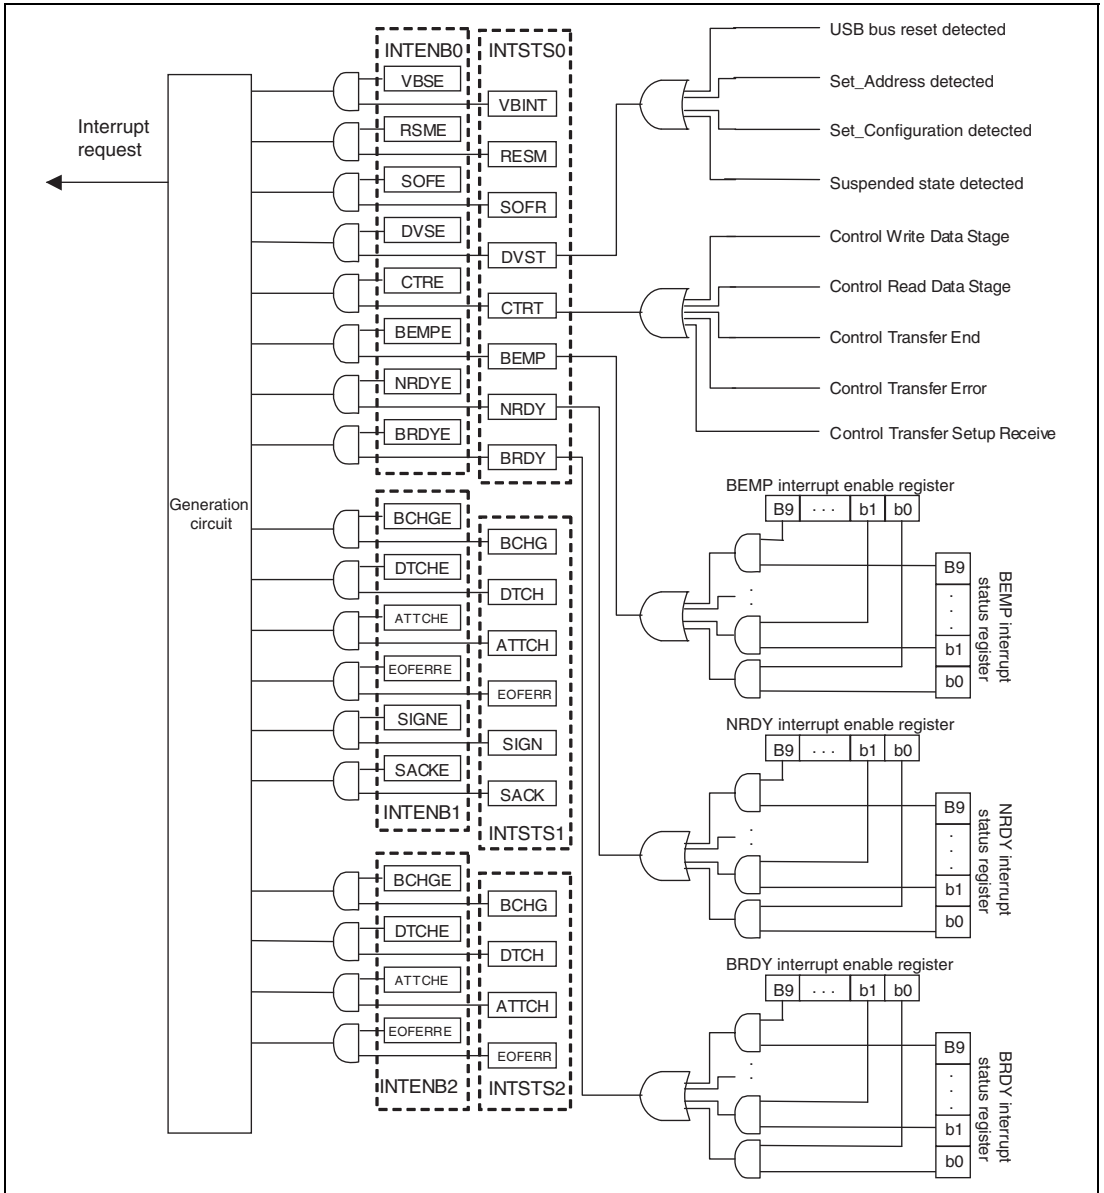 Interrupt
request
Generation
circuit
INTENB0
VBSE
RSME
SOFE
DVSE
CTRE
BEMPE
NRDYE
BRDYE
INTSTS0
VBINT
RESM
SOFR
DVST
CTRT
BEMP
NRDY
BRDY
BCHGE
DTCHE
ATTCHE
EOFERRE
SIGNE
SACKE
INTENB1
BCHG
DTCH
ATTCH
EOFERR
SIGN
SACK
INTSTS1
BCHGE
DTCHE
ATTCHE
EOFERRE
INTENB2
BCHG
DTCH
ATTCH
EOFERR
INTSTS2
USB bus reset detected
Set_Address detected
Set_Configuration detected
Suspended state detected
Control Write Data Stage
Control Read Data Stage
Control Transfer End
Control Transfer Error
Control Transfer Setup Receive
BEMP interrupt enable register
B9 . . . b1 b0
B9
.
.
.
b1
b0
BEMP interrupt
status register
NRDY interrupt enable register
B9 . . . b1 b0
B9
.
.
.
b1
b0
NRDY interrupt
status register
BRDY interrupt enable register
B9 . . . b1 b0
B9
.
.
.
b1
b0
BRDY interrupt
status register